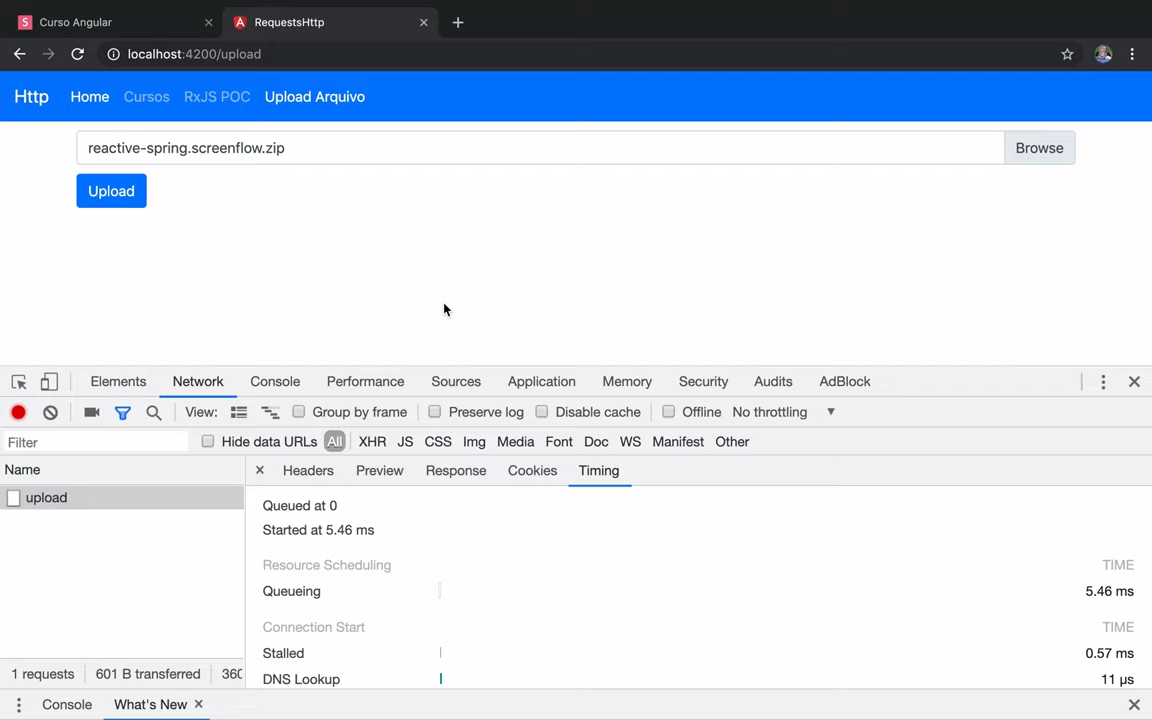 Curso Angular
RequestsHttp
localhost:4200/upload
Http Home Cursos RxJS POC Upload Arquivo
reactive-spring.screenflow.zip Browse
Upload
Elements Network Console Performance Sources Application Memory Security Audits AdBlock
View: Group by frame Preserve log Disable cache Offline No throttling
Filter Hide data URLs All XHR JS CSS Img Media Font Doc WS Manifest Other
Name Headers Preview Response Cookies Timing
upload
Queued at 0
Started at 5.46 ms
Resource Scheduling TIME
Queueing 5.46 ms
Connection Start TIME
Stalled 0.57 ms
DNS Lookup 11 μs
1 requests 601 B transferred 360
Console What's New